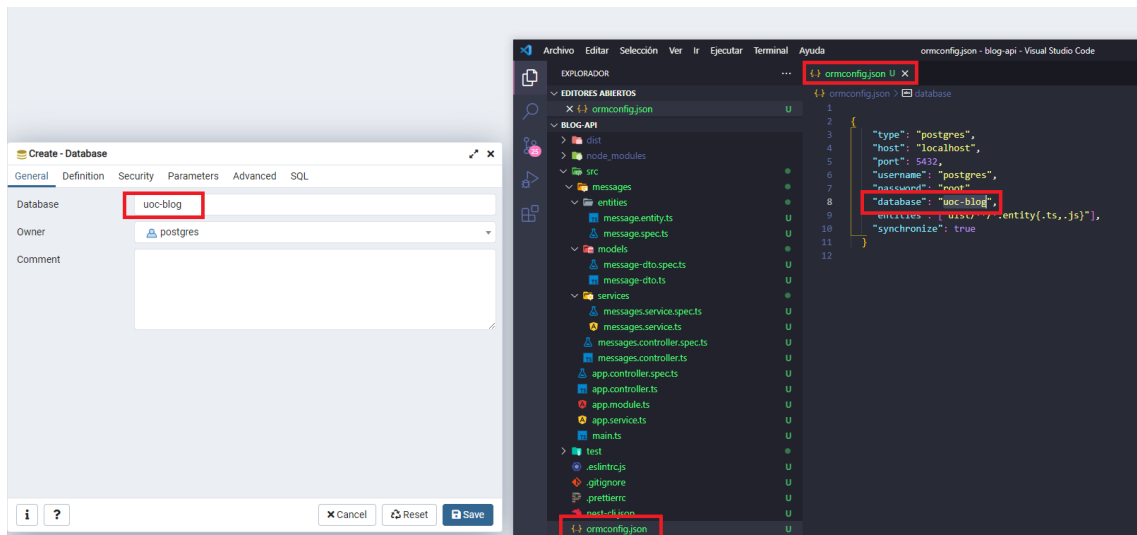 Create - Database
General Definition Security Parameters Advanced SQL
Database uoc-blog
Owner postgres
Comment
i ? Cancel Reset Save
Archivo Editar Selección Ver Ir Ejecutar Terminal Ayuda ormconfig.json - blog-api - Visual Studio Code
EXPLORADOR ...
EDITORES ABIERTOS
ormconfig.json U
BLOG-API
dist
node_modules
src
messages
entities
message.entity.ts U
message.spec.ts U
models
message-dto.spec.ts U
message-dto.ts U
services
messages.service.spec.ts U
messages.service.ts U
messages.controller.spec.ts U
messages.controller.ts U
app.controller.spec.ts U
app.controller.ts U
app.module.ts U
app.service.ts U
main.ts U
test
.eslintrc.js U
.gitignore U
.prettierrc U
nest-cli.json U
ormconfig.json U
{..} ormconfig.json U
{..} ormconfig.json > database
1
2 {
3 "type": "postgres",
4 "host": "localhost",
5 "port": 5432,
6 "username": "postgres",
7 "password": "root"
8 "database": "uoc-blog",
9 "entities": ["dist/**/*.entity{.ts,.js}"],
10 "synchronize": true
11 }
12